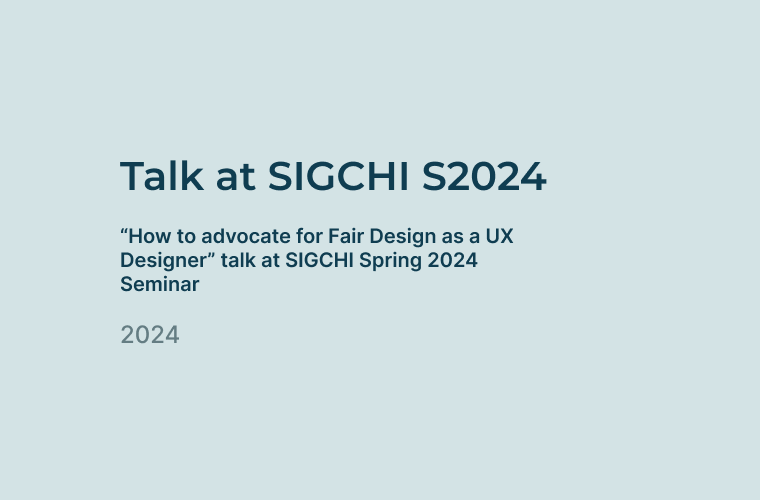 Talk at SIGCHI S2024
“How to advocate for Fair Design as a UX
Designer” talk at SIGCHI Spring 2024
Seminar
2024